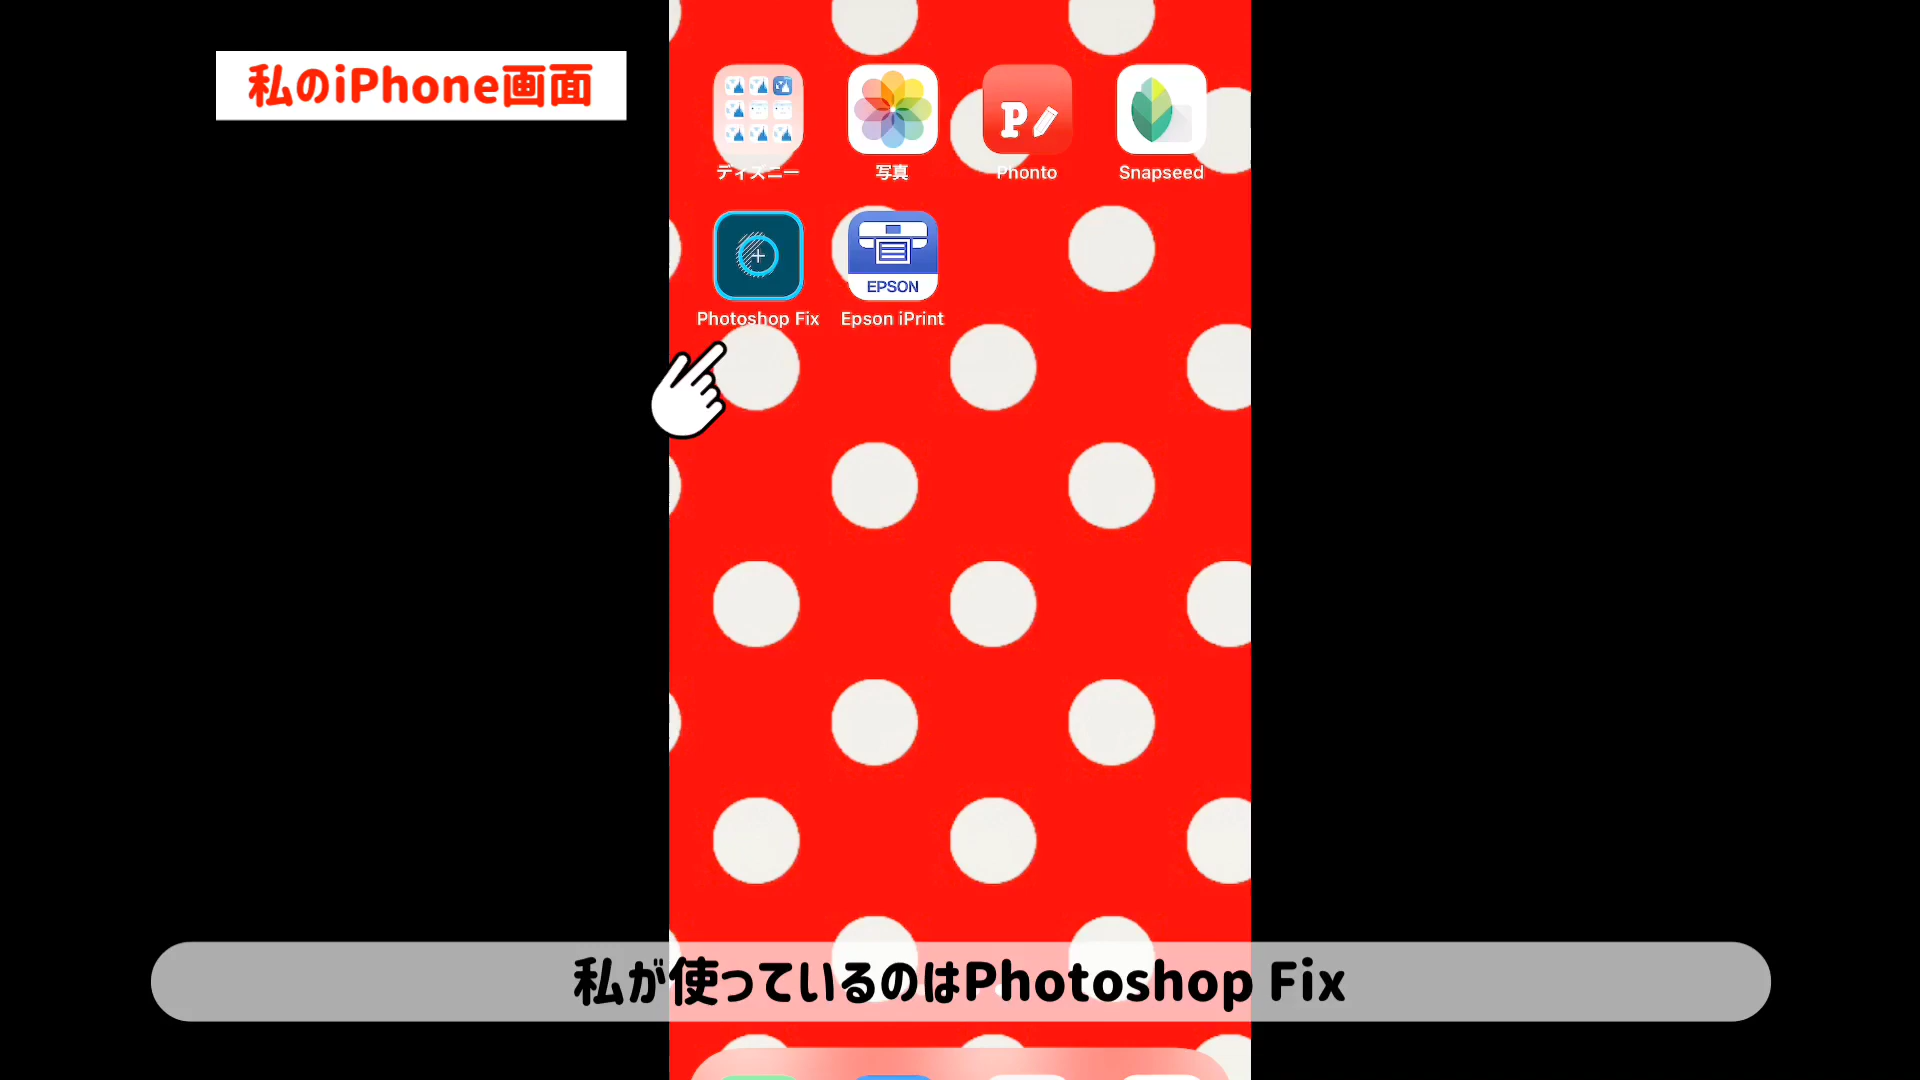 私のiPhone画面
ディズニー
写真
Phonto
Snapseed
EPSON
Photoshop Fix
Epson iPrint
私が使っているのはPhotoshop Fix